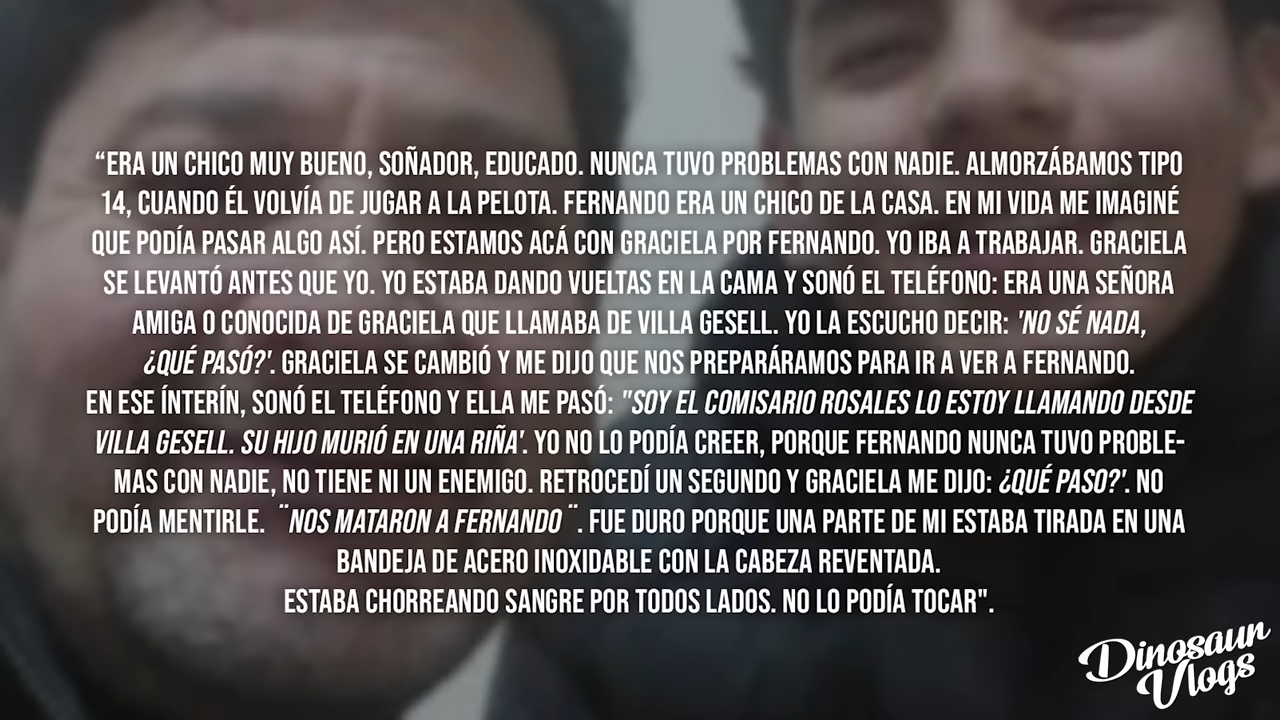 “ERA UN CHICO MUY BUENO, SOÑADOR, EDUCADO. NUNCA TUVO PROBLEMAS CON NADIE. ALMORZÁBAMOS TIPO
14, CUANDO ÉL VOLVÍA DE JUGAR A LA PELOTA. FERNANDO ERA UN CHICO DE LA CASA. EN MI VIDA ME IMAGINÉ
QUE PODÍA PASAR ALGO ASÍ. PERO ESTAMOS ACÁ CON GRACIELA POR FERNANDO. YO IBA A TRABAJAR. GRACIELA
SE LEVANTÓ ANTES QUE YO. YO ESTABA DANDO VUELTAS EN LA CAMA Y SONÓ EL TELÉFONO: ERA UNA SEÑORA
AMIGA O CONOCIDA DE GRACIELA QUE LLAMABA DE VILLA GESELL. YO LA ESCUCHO DECIR: 'NO SÉ NADA,
¿QUÉ PASÓ?'. GRACIELA SE CAMBIÓ Y ME DIJO QUE NOS PREPARÁRAMOS PARA IR A VER A FERNANDO.
EN ESE ÍNTERÍN, SONÓ EL TELÉFONO Y ELLA ME PASÓ: "SOY EL COMISARIO ROSALES LO ESTOY LLAMANDO DESDE
VILLA GESELL. SU HIJO MURIÓ EN UNA RIÑA'. YO NO LO PODÍA CREER, PORQUE FERNANDO NUNCA TUVO PROBLE-
MAS CON NADIE, NO TIENE NI UN ENEMIGO. RETROCEDÍ UN SEGUNDO Y GRACIELA ME DIJO: ¿QUÉ PASO?'. NO
PODÍA MENTIRLE. ¨NOS MATARON A FERNANDO ¨. FUE DURO PORQUE UNA PARTE DE MI ESTABA TIRADA EN UNA
BANDEJA DE ACERO INOXIDABLE CON LA CABEZA REVENTADA.
ESTABA CHORREANDO SANGRE POR TODOS LADOS. NO LO PODÍA TOCAR".
Dinosaur
Vlogs